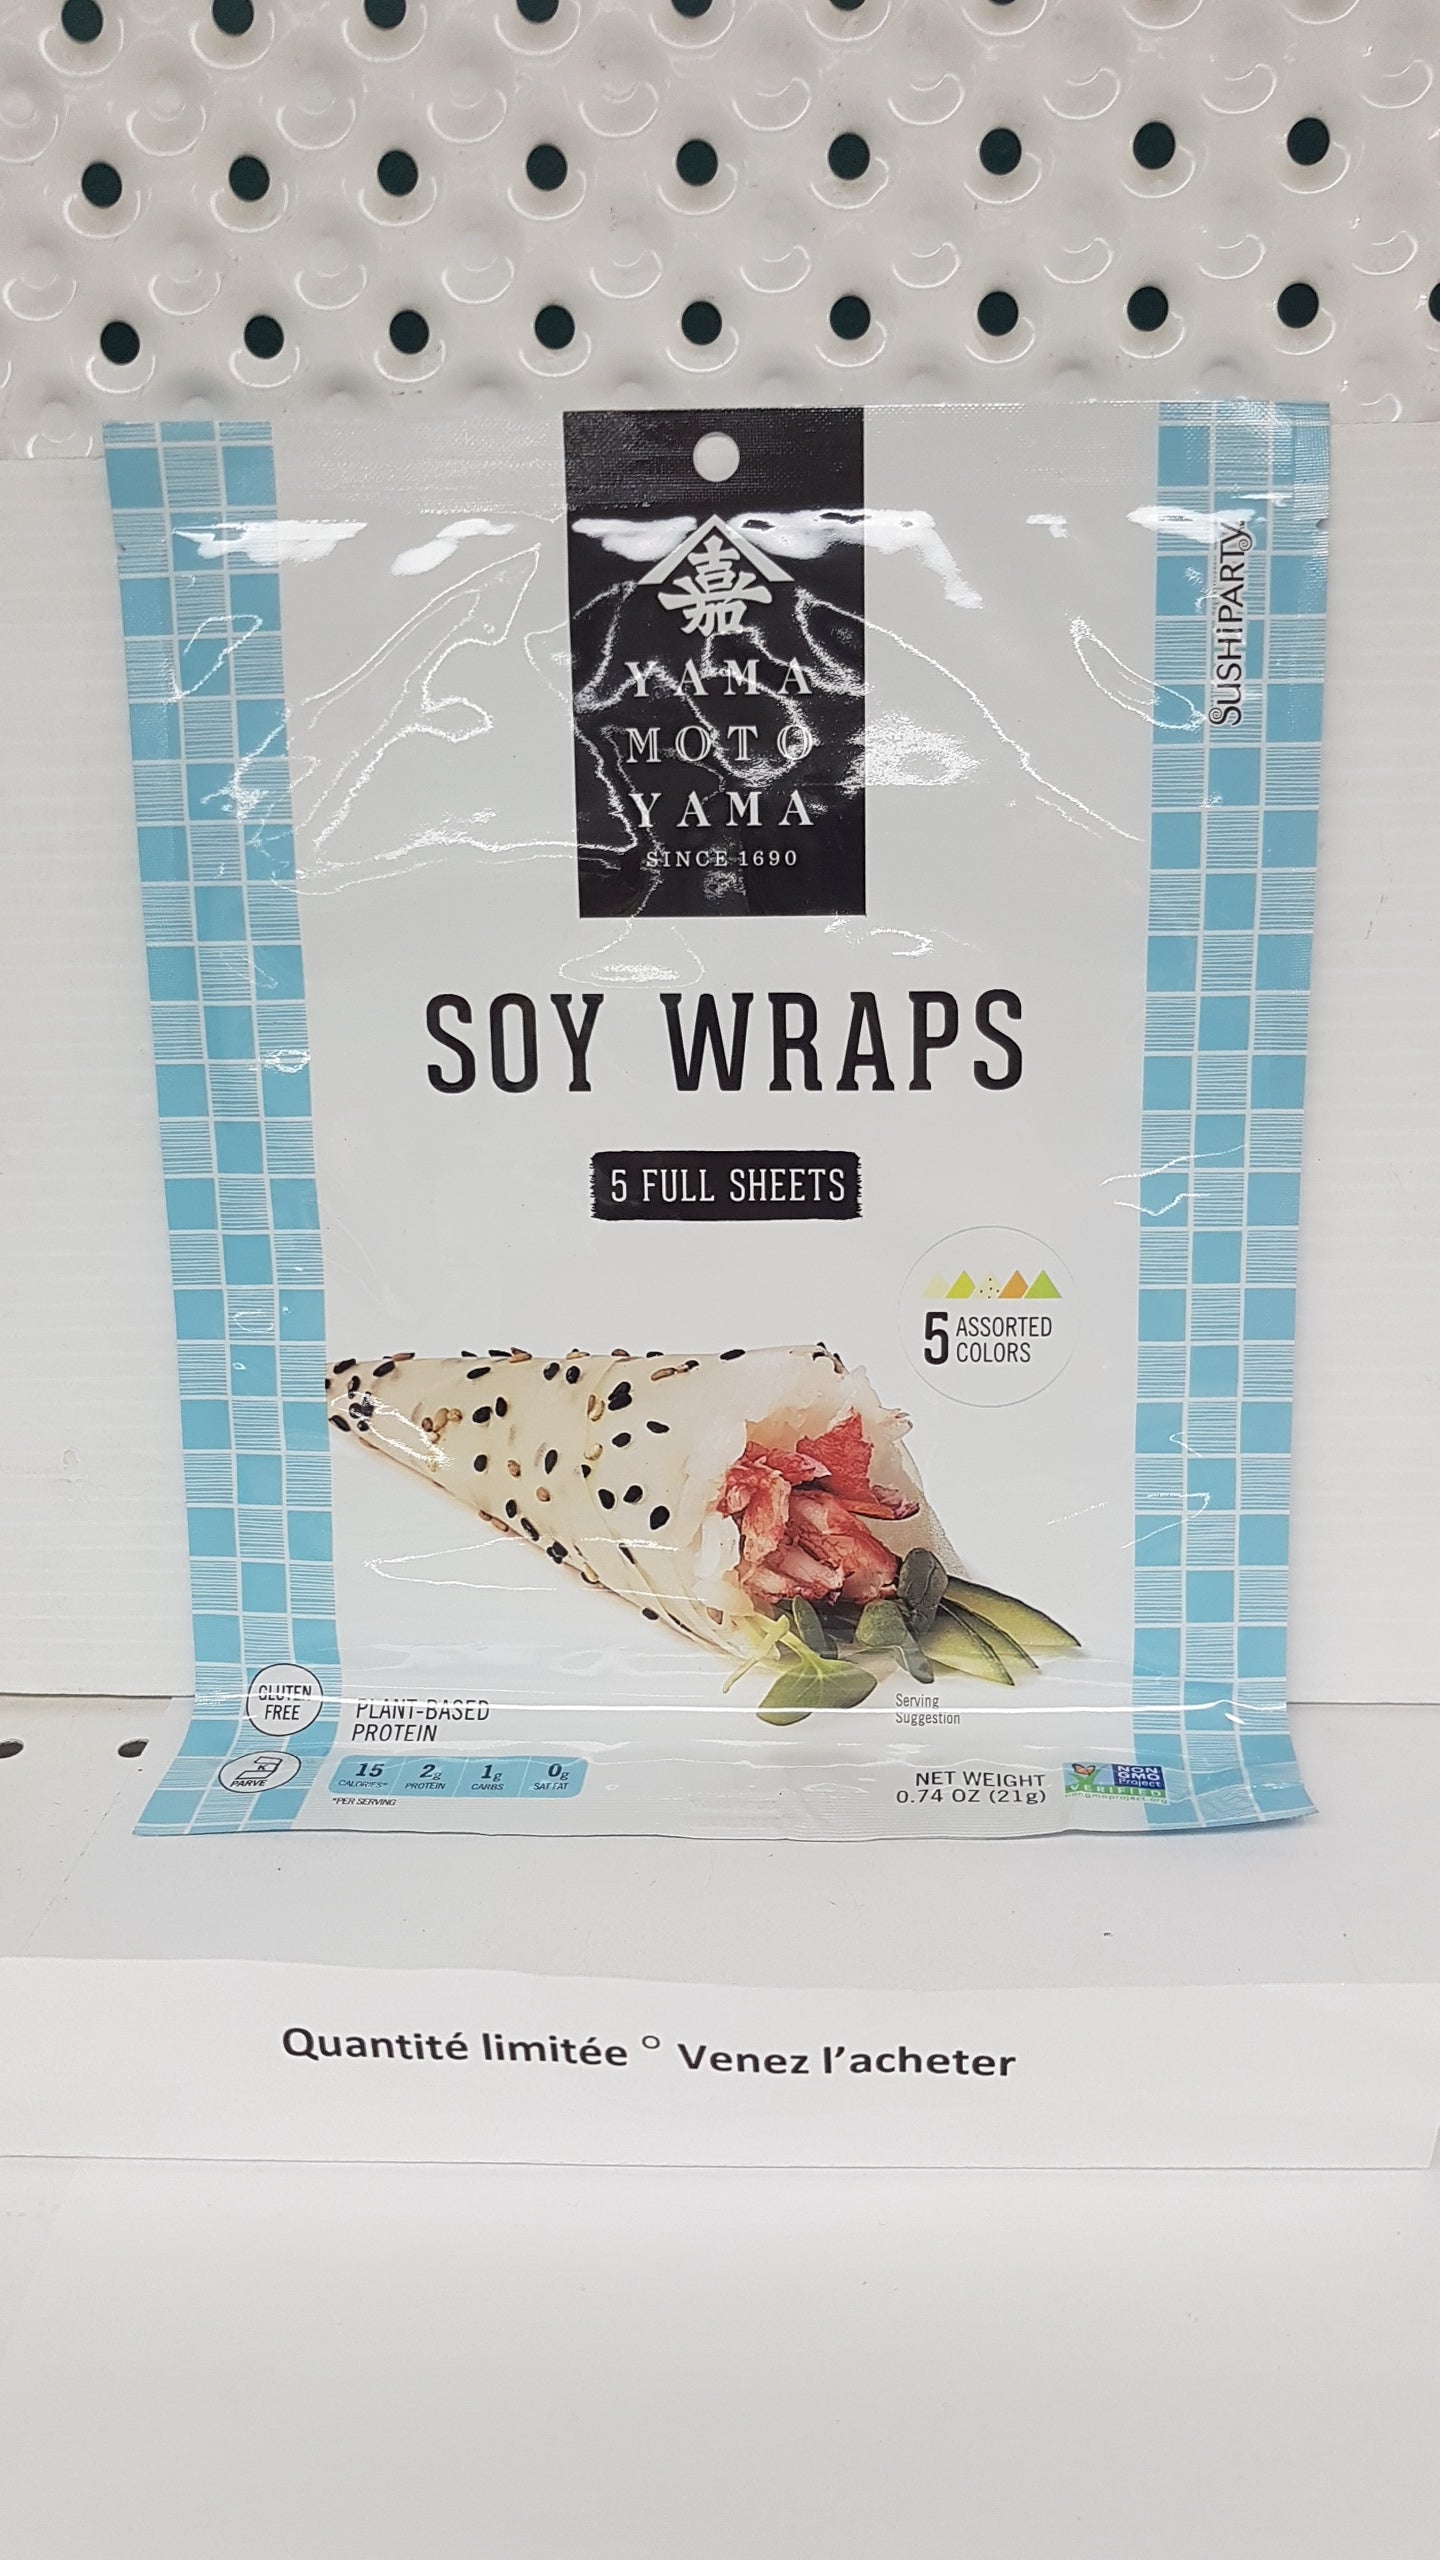 嘉
YAMA
MOTO
YAMA
SINCE 1690
SUSHiPARTY
SOY WRAPS
5 FULL SHEETS
5 ASSORTED
COLORS
GLUTEN
FREE
PLANT-BASED
PROTEIN
Serving
Suggestion
K
PARVE
15
CALORIES*
2g
PROTEIN
1g
CARBS
0g
SAT FAT
*PER SERVING
NET WEIGHT
0.74 OZ (21g)
NON
GMO
Project
VERIFIED
nongmoproject.org
Quantité limitée ° Venez l'acheter